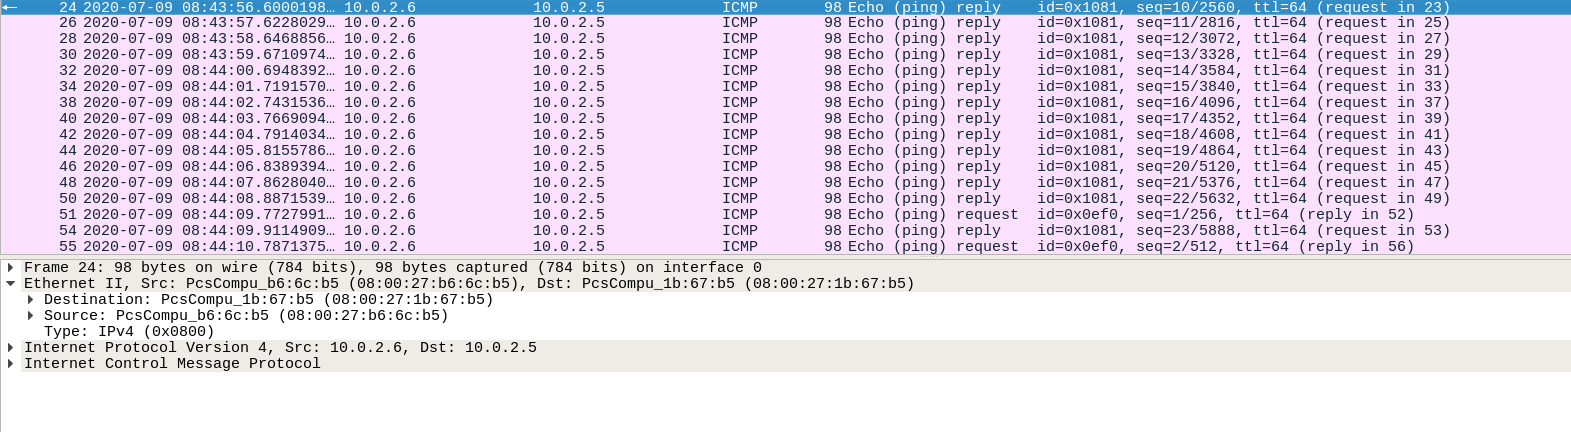 24 2020-07-09 08:43:56.6000198… 10.0.2.6 10.0.2.5 ICMP 98 Echo (ping) reply id=0x1081, seq=10/2560, ttl=64 (request in 23)
26 2020-07-09 08:43:57.6228029… 10.0.2.6 10.0.2.5 ICMP 98 Echo (ping) reply id=0x1081, seq=11/2816, ttl=64 (request in 25)
28 2020-07-09 08:43:58.6468856… 10.0.2.6 10.0.2.5 ICMP 98 Echo (ping) reply id=0x1081, seq=12/3072, ttl=64 (request in 27)
30 2020-07-09 08:43:59.6710974… 10.0.2.6 10.0.2.5 ICMP 98 Echo (ping) reply id=0x1081, seq=13/3328, ttl=64 (request in 29)
32 2020-07-09 08:44:00.6948392… 10.0.2.6 10.0.2.5 ICMP 98 Echo (ping) reply id=0x1081, seq=14/3584, ttl=64 (request in 31)
34 2020-07-09 08:44:01.7191570… 10.0.2.6 10.0.2.5 ICMP 98 Echo (ping) reply id=0x1081, seq=15/3840, ttl=64 (request in 33)
38 2020-07-09 08:44:02.7431536… 10.0.2.6 10.0.2.5 ICMP 98 Echo (ping) reply id=0x1081, seq=16/4096, ttl=64 (request in 37)
40 2020-07-09 08:44:03.7669094… 10.0.2.6 10.0.2.5 ICMP 98 Echo (ping) reply id=0x1081, seq=17/4352, ttl=64 (request in 39)
42 2020-07-09 08:44:04.7914034… 10.0.2.6 10.0.2.5 ICMP 98 Echo (ping) reply id=0x1081, seq=18/4608, ttl=64 (request in 41)
44 2020-07-09 08:44:05.8155786… 10.0.2.6 10.0.2.5 ICMP 98 Echo (ping) reply id=0x1081, seq=19/4864, ttl=64 (request in 43)
46 2020-07-09 08:44:06.8389394… 10.0.2.6 10.0.2.5 ICMP 98 Echo (ping) reply id=0x1081, seq=20/5120, ttl=64 (request in 45)
48 2020-07-09 08:44:07.8628040… 10.0.2.6 10.0.2.5 ICMP 98 Echo (ping) reply id=0x1081, seq=21/5376, ttl=64 (request in 47)
50 2020-07-09 08:44:08.8871539… 10.0.2.6 10.0.2.5 ICMP 98 Echo (ping) reply id=0x1081, seq=22/5632, ttl=64 (request in 49)
51 2020-07-09 08:44:09.7727991… 10.0.2.6 10.0.2.5 ICMP 98 Echo (ping) request id=0x0ef0, seq=1/256, ttl=64 (reply in 52)
54 2020-07-09 08:44:09.9114909… 10.0.2.6 10.0.2.5 ICMP 98 Echo (ping) reply id=0x1081, seq=23/5888, ttl=64 (request in 53)
55 2020-07-09 08:44:10.7871375… 10.0.2.6 10.0.2.5 ICMP 98 Echo (ping) request id=0x0ef0, seq=2/512, ttl=64 (reply in 56)
Frame 24: 98 bytes on wire (784 bits), 98 bytes captured (784 bits) on interface 0
Ethernet II, Src: PcsCompu_b6:6c:b5 (08:00:27:b6:6c:b5), Dst: PcsCompu_1b:67:b5 (08:00:27:1b:67:b5)
Destination: PcsCompu_1b:67:b5 (08:00:27:1b:67:b5)
Source: PcsCompu_b6:6c:b5 (08:00:27:b6:6c:b5)
Type: IPv4 (0x0800)
Internet Protocol Version 4, Src: 10.0.2.6, Dst: 10.0.2.5
Internet Control Message Protocol